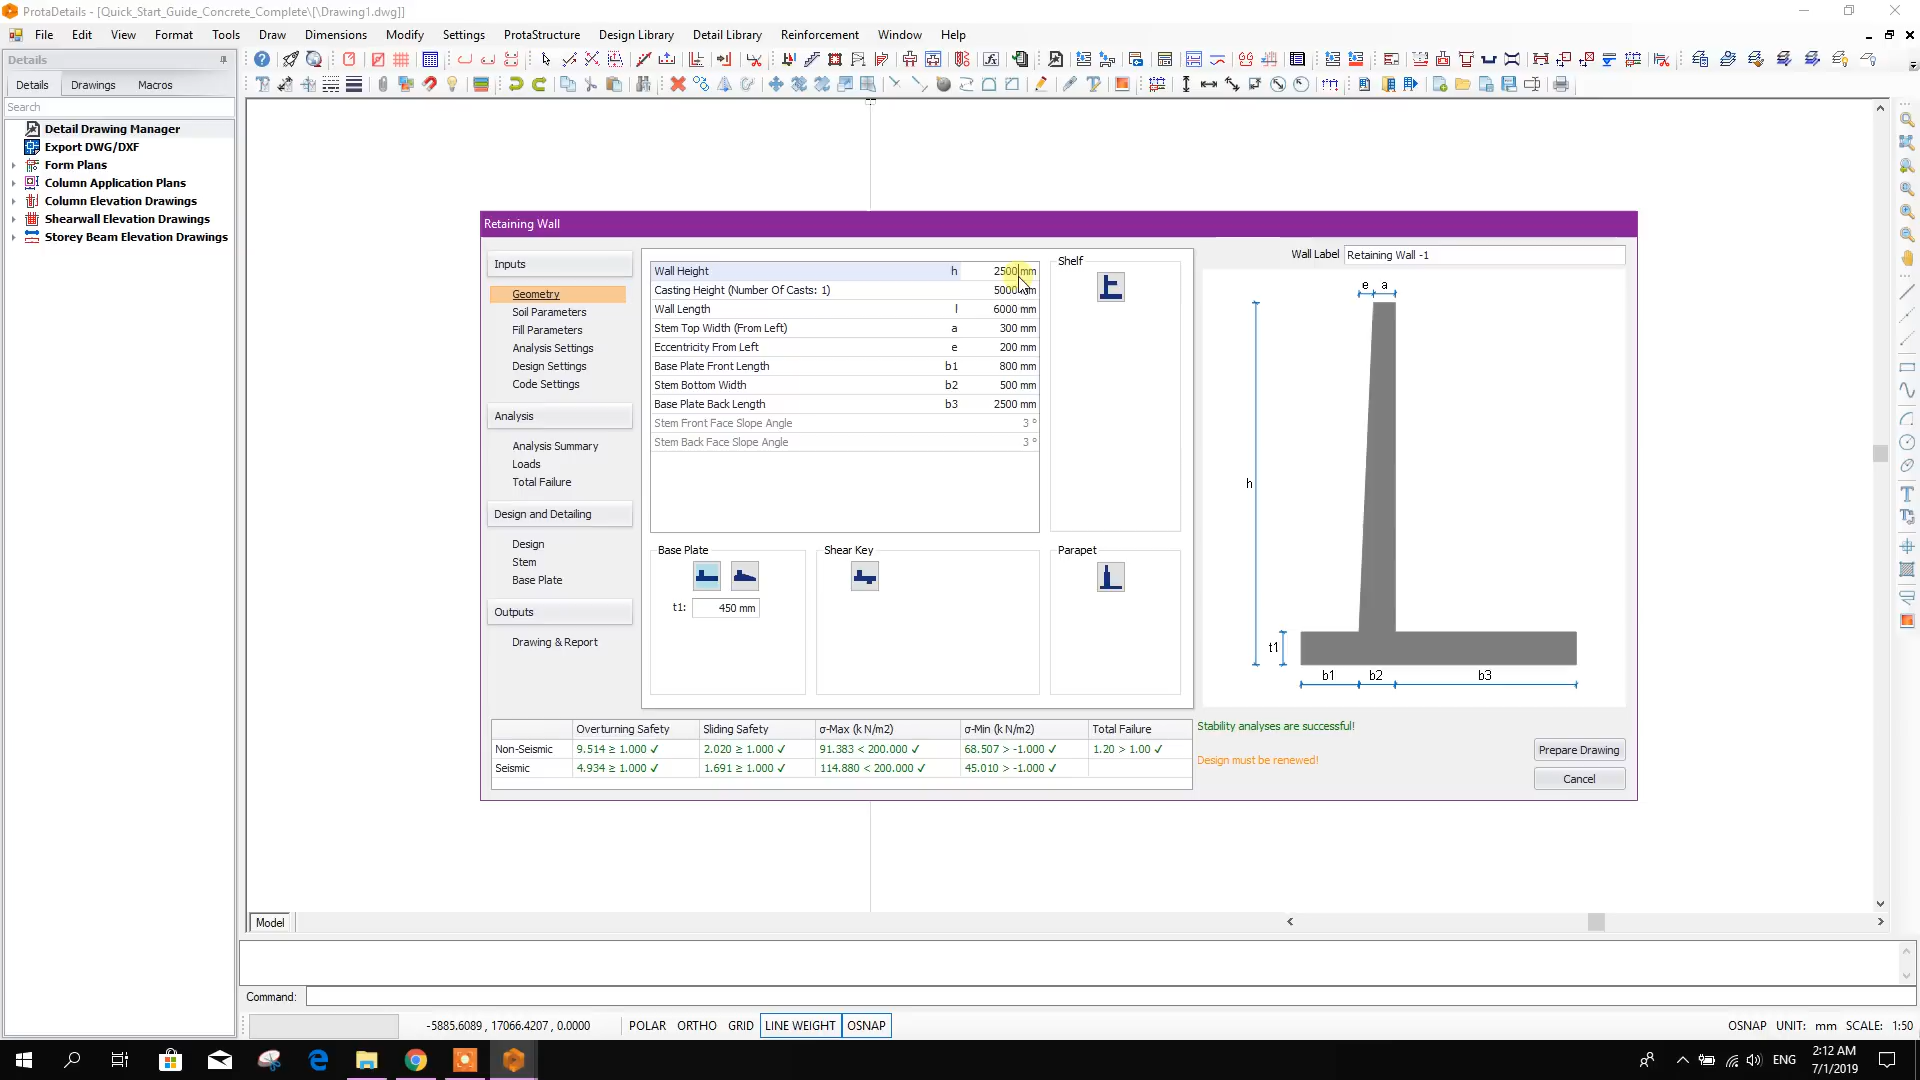 ProtaDetails - [Quick_Start_Guide_Concrete_Complete\[\Drawing1.dwg]]
File Edit View Format Tools Draw Dimensions Modify Settings ProtaStructure Design Library Detail Library Reinforcement Window Help
Details
Details Drawings Macros
Search
Detail Drawing Manager
Export DWG/DXF
Form Plans
Column Application Plans
Column Elevation Drawings
Shearwall Elevation Drawings
Storey Beam Elevation Drawings
Retaining Wall
Inputs
Geometry
Soil Parameters
Fill Parameters
Analysis Settings
Design Settings
Code Settings
Analysis
Analysis Summary
Loads
Total Failure
Design and Detailing
Design
Stem
Base Plate
Outputs
Drawing & Report
Wall Height h 2500 mm
Casting Height (Number Of Casts: 1) 5000 mm
Wall Length l 6000 mm
Stem Top Width (From Left) a 300 mm
Eccentricity From Left e 200 mm
Base Plate Front Length b1 800 mm
Stem Bottom Width b2 500 mm
Base Plate Back Length b3 2500 mm
Stem Front Face Slope Angle 3 °
Stem Back Face Slope Angle 3 °
Shelf
Base Plate
t1: 450 mm
Shear Key
Parapet
Wall Label Retaining Wall -1
e a
h
t1
b1 b2 b3
Overturning Safety Sliding Safety σ-Max (k N/m2) σ-Min (k N/m2) Total Failure
Non-Seismic 9.514 ≥ 1.000 ✓ 2.020 ≥ 1.000 ✓ 91.383 < 200.000 ✓ 68.507 > -1.000 ✓ 1.20 > 1.00 ✓
Seismic 4.934 ≥ 1.000 ✓ 1.691 ≥ 1.000 ✓ 114.880 < 200.000 ✓ 45.010 > -1.000 ✓
Stability analyses are successful!
Design must be renewed!
Prepare Drawing
Cancel
Model
Command:
-5885.6089 , 17066.4207 , 0.0000 POLAR ORTHO GRID LINE WEIGHT OSNAP OSNAP UNIT: mm SCALE: 1:50
ENG
2:12 AM
7/1/2019